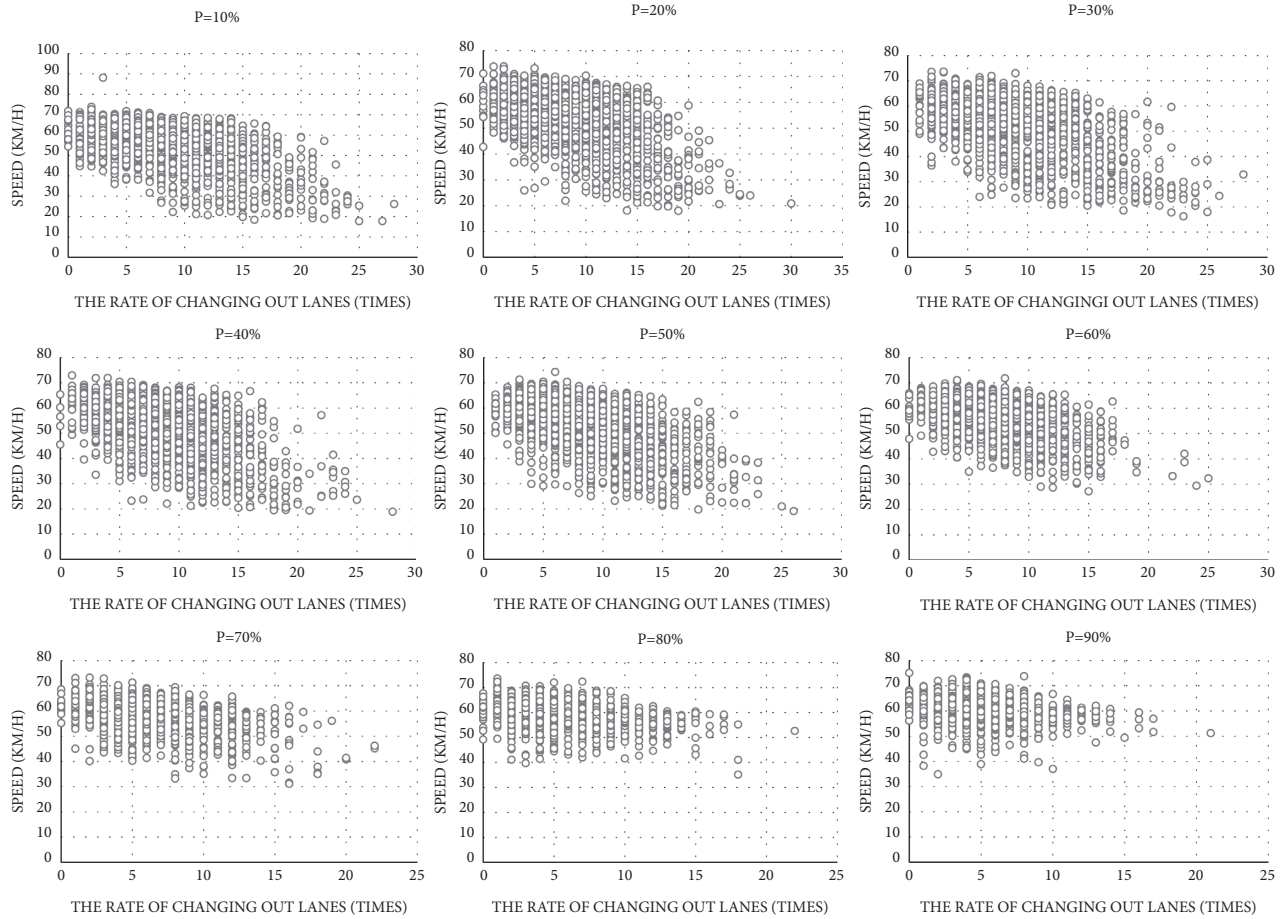 P=10%
100
90
80
70
60
50
40
30
20
10
0
SPEED (KM/H)
0 5 10 15 20 25 30
THE RATE OF CHANGING OUT LANES (TIMES)
P=20%
80
70
60
50
40
30
20
10
0
SPEED (KM/H)
0 5 10 15 20 25 30 35
THE RATE OF CHANGING OUT LANES (TIMES)
P=30%
80
70
60
50
40
30
20
10
0
SPEED (KM/H)
0 5 10 15 20 25 30
THE RATE OF CHANGINGI OUT LANES (TIMES)
P=40%
80
70
60
50
40
30
20
10
0
SPEED (KM/H)
0 5 10 15 20 25 30
THE RATE OF CHANGING OUT LANES (TIMES)
P=50%
80
70
60
50
40
30
20
10
0
SPEED (KM/H)
0 5 10 15 20 25 30
THE RATE OF CHANGING OUT LANES (TIMES)
P=60%
80
70
60
50
40
30
20
10
0
SPEED (KM/H)
0 5 10 15 20 25 30
THE RATE OF CHANGING OUT LANES (TIMES)
P=70%
80
70
60
50
40
30
20
10
0
SPEED (KM/H)
0 5 10 15 20 25
THE RATE OF CHANGING OUT LANES (TIMES)
P=80%
80
70
60
50
40
30
20
10
0
SPEED (KM/H)
0 5 10 15 20 25
THE RATE OF CHANGING OUT LANES (TIMES)
P=90%
80
70
60
50
40
30
20
10
0
SPEED (KM/H)
0 5 10 15 20 25
THE RATE OF CHANGING OUT LANES (TIMES)